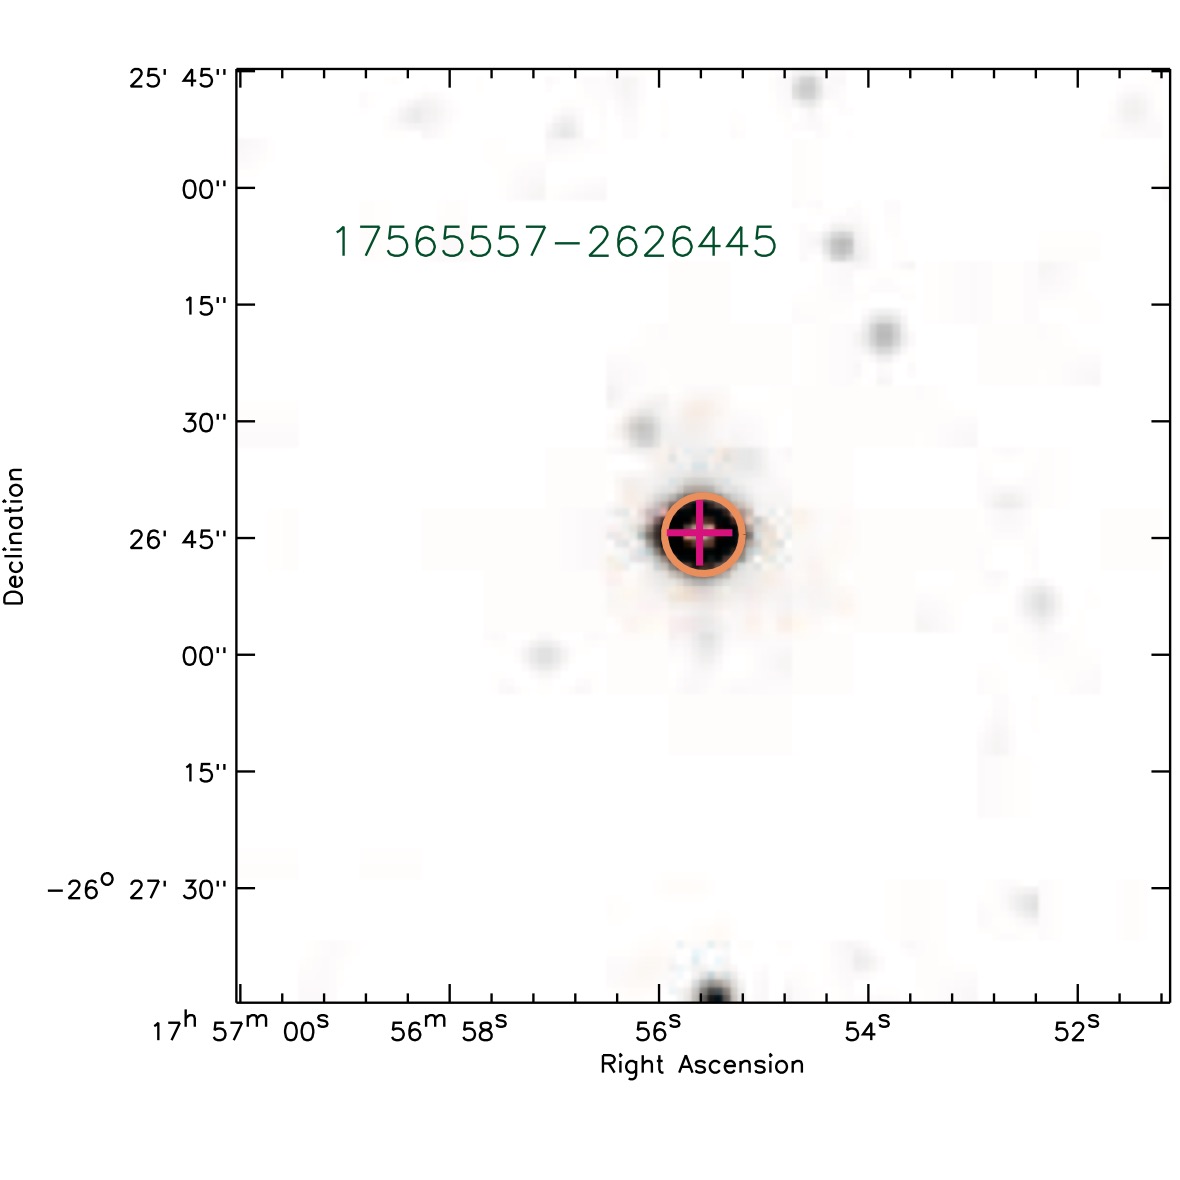 25' 45"
17565557-2626445
00"
15"
30"
26' 45"
00"
15"
-26° 27' 30"
Declination
17h 57m 00s 56m 58s 56s 54s 52s
Right Ascension